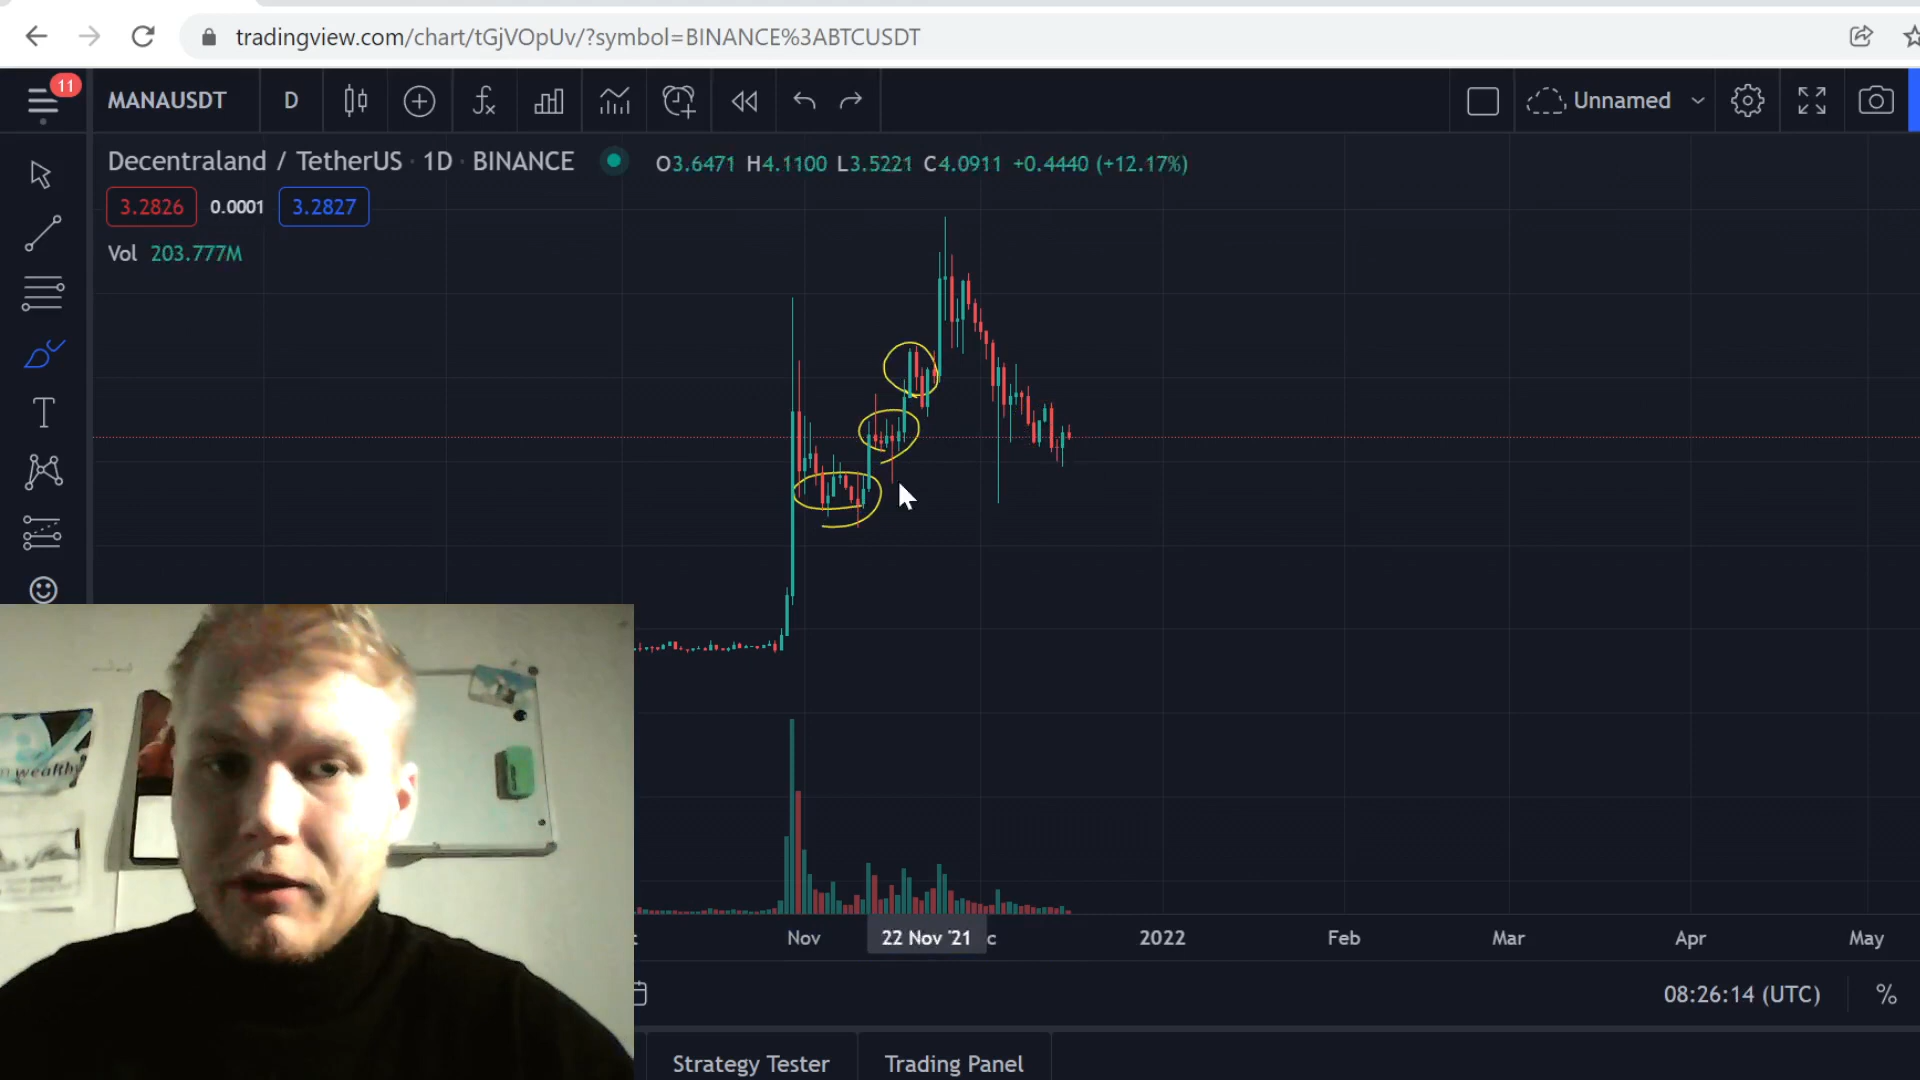 tradingview.com/chart/tGjVOpUv/?symbol=BINANCE%3ABTCUSDT
11
MANAUSDT D Unnamed
Decentraland / TetherUS · 1D · BINANCE O3.6471 H4.1100 L3.5221 C4.0911 +0.4440 (+12.17%)
3.2826 0.0001 3.2827
Vol 203.777M
wealthy
Nov 22 Nov '21 c 2022 Feb Mar Apr May
08:26:14 (UTC) %
Strategy Tester Trading Panel